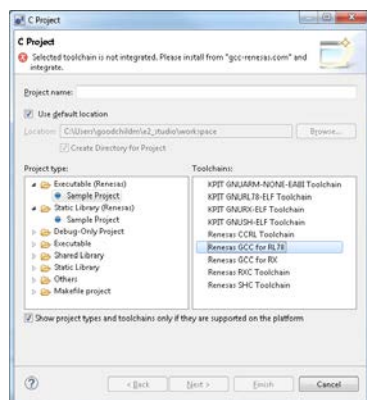 C Project
C Project
Selected toolchain is not integrated. Please install from "gcc-renesas.com" and
integrate.
Project name:
Use default location
Location: C:\Users\goodchildm\e2_studio\workspace
Browse...
Create Directory for Project
Project type:
Executable (Renesas)
Sample Project
Static Library (Renesas)
Sample Project
Debug-Only Project
Executable
Shared Library
Static Library
Others
Makefile project
Toolchains:
KPIT GNUARM-NONE-EABI Toolchain
KPIT GNURL78-ELF Toolchain
KPIT GNURX-ELF Toolchain
KPIT GNUSH-ELF Toolchain
Renesas CCRL Toolchain
Renesas GCC for RL78
Renesas GCC for RX
Renesas RXC Toolchain
Renesas SHC Toolchain
Show project types and toolchains only if they are supported on the platform
?
< Back
Next >
Finish
Cancel